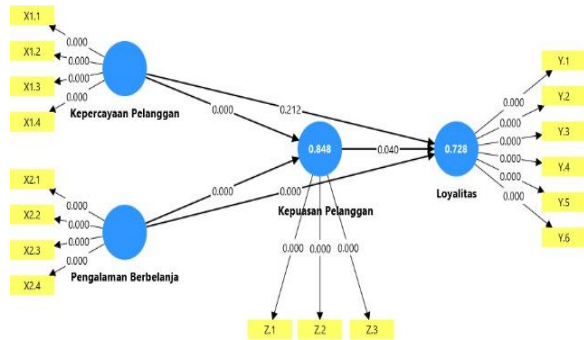 X1.1
0.000
X1.2
0.000
X1.3
0.000
X1.4
0.000
Kepercayaan Pelanggan
0.000
0.212
X2.1
0.000
X2.2
0.000
X2.3
0.000
X2.4
0.000
Pengalaman Berbelanja
0.000
0.000
0.848
Kepuasan Pelanggan
0.040
0.000
0.000
0.000
Z.1
Z.2
Z.3
0.728
Loyalitas
0.000
Y.1
0.000
Y.2
0.000
Y.3
0.000
Y.4
0.000
Y.5
0.000
Y.6